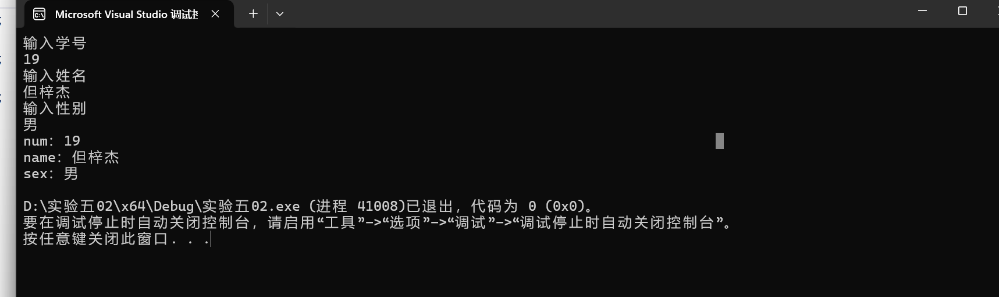 Microsoft Visual Studio 调试控
输入学号
19
输入姓名
但梓杰
输入性别
男
num: 19
name: 但梓杰
sex: 男
D:\实验五02\x64\Debug\实验五02.exe (进程 41008)已退出，代码为 0 (0x0)。
要在调试停止时自动关闭控制台，请启用“工具”->“选项”->“调试”->“调试停止时自动关闭控制台”。
按任意键关闭此窗口. . .